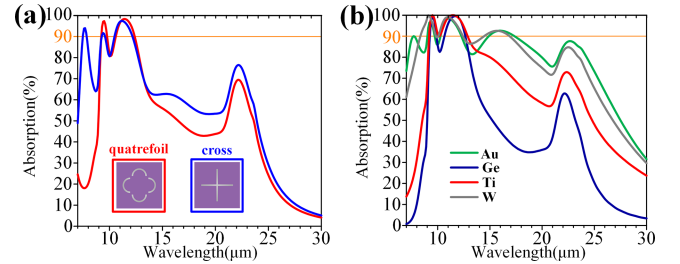 (a)
100
90
80
70
60
50
40
30
20
10
0
Absorption(%)
quatrefoil
cross
10
15
20
25
30
Wavelength(μm)
(b)
100
90
80
70
60
50
40
30
20
10
0
Absorption(%)
Au
Ge
Ti
W
10
15
20
25
30
Wavelength(μm)